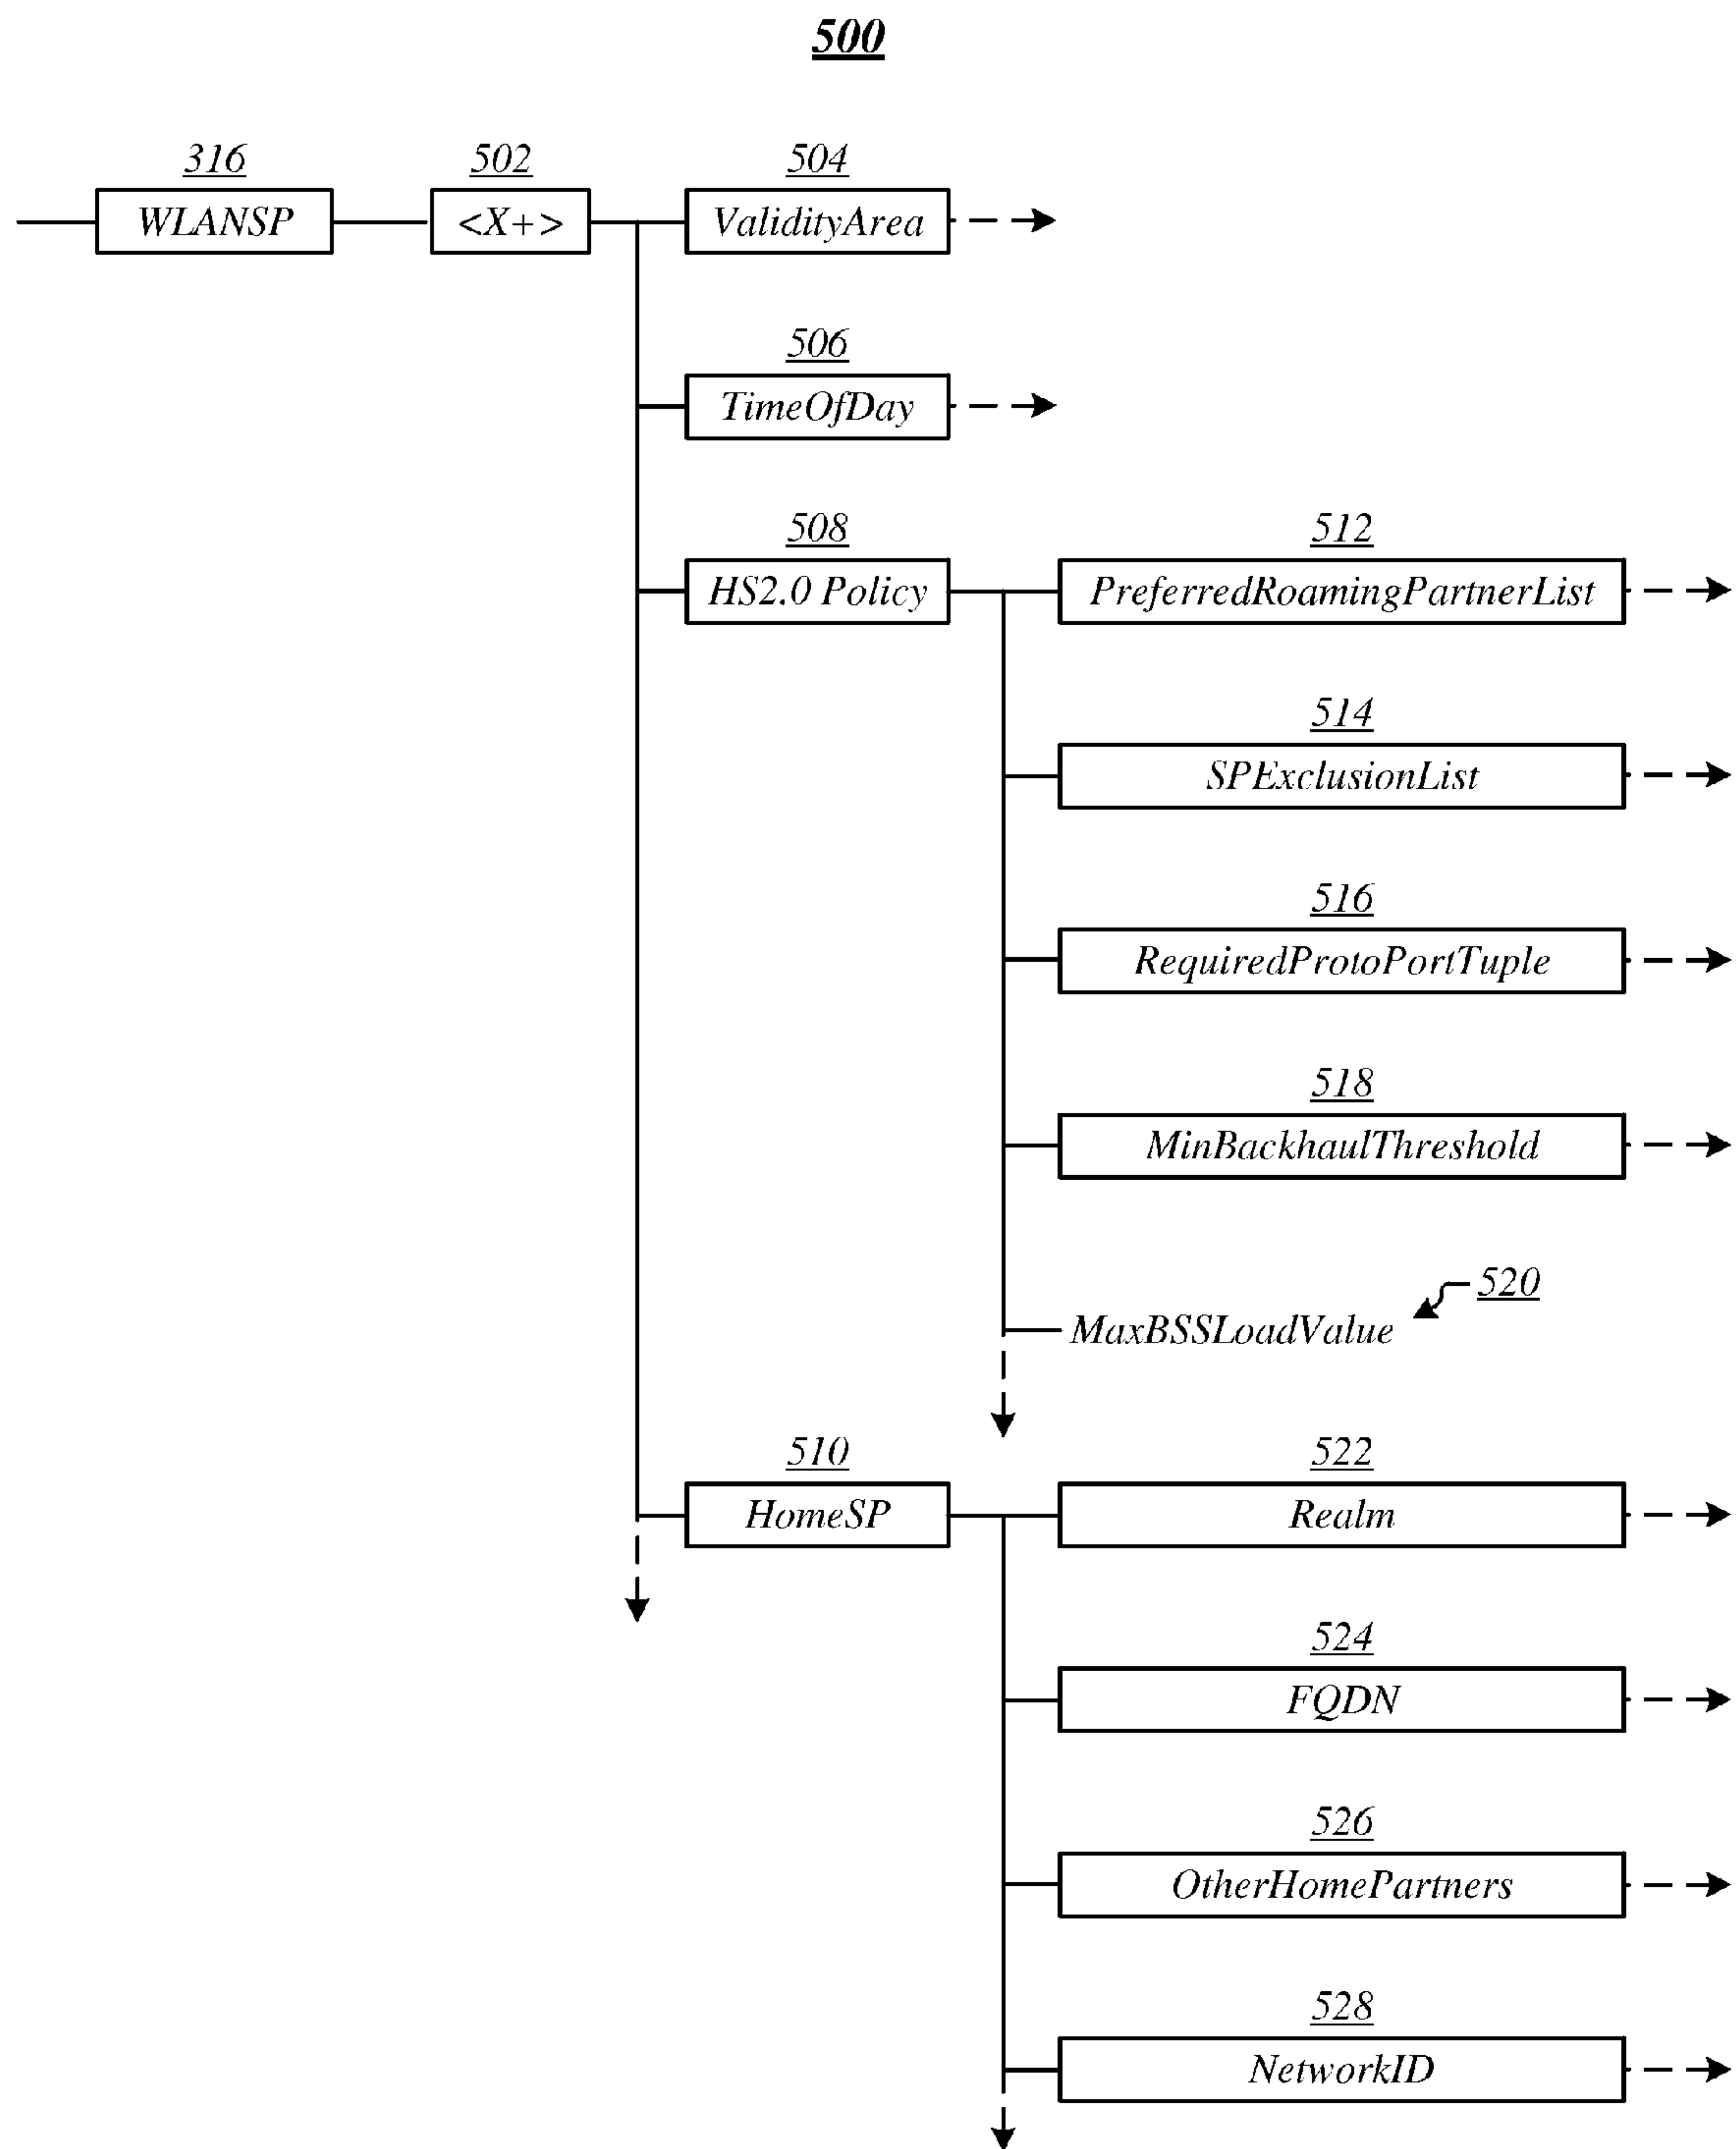 500
316 502 504
WLANSP <X+> ValidityArea
506
TimeOfDay
508 512
HS2.0 Policy PreferredRoamingPartnerList
514
SPExclusionList
516
RequiredProtoPortTuple
518
MinBackhaulThreshold
520
MaxBSSLoadValue
510 522
HomeSP Realm
524
FQDN
526
OtherHomePartners
528
NetworkID